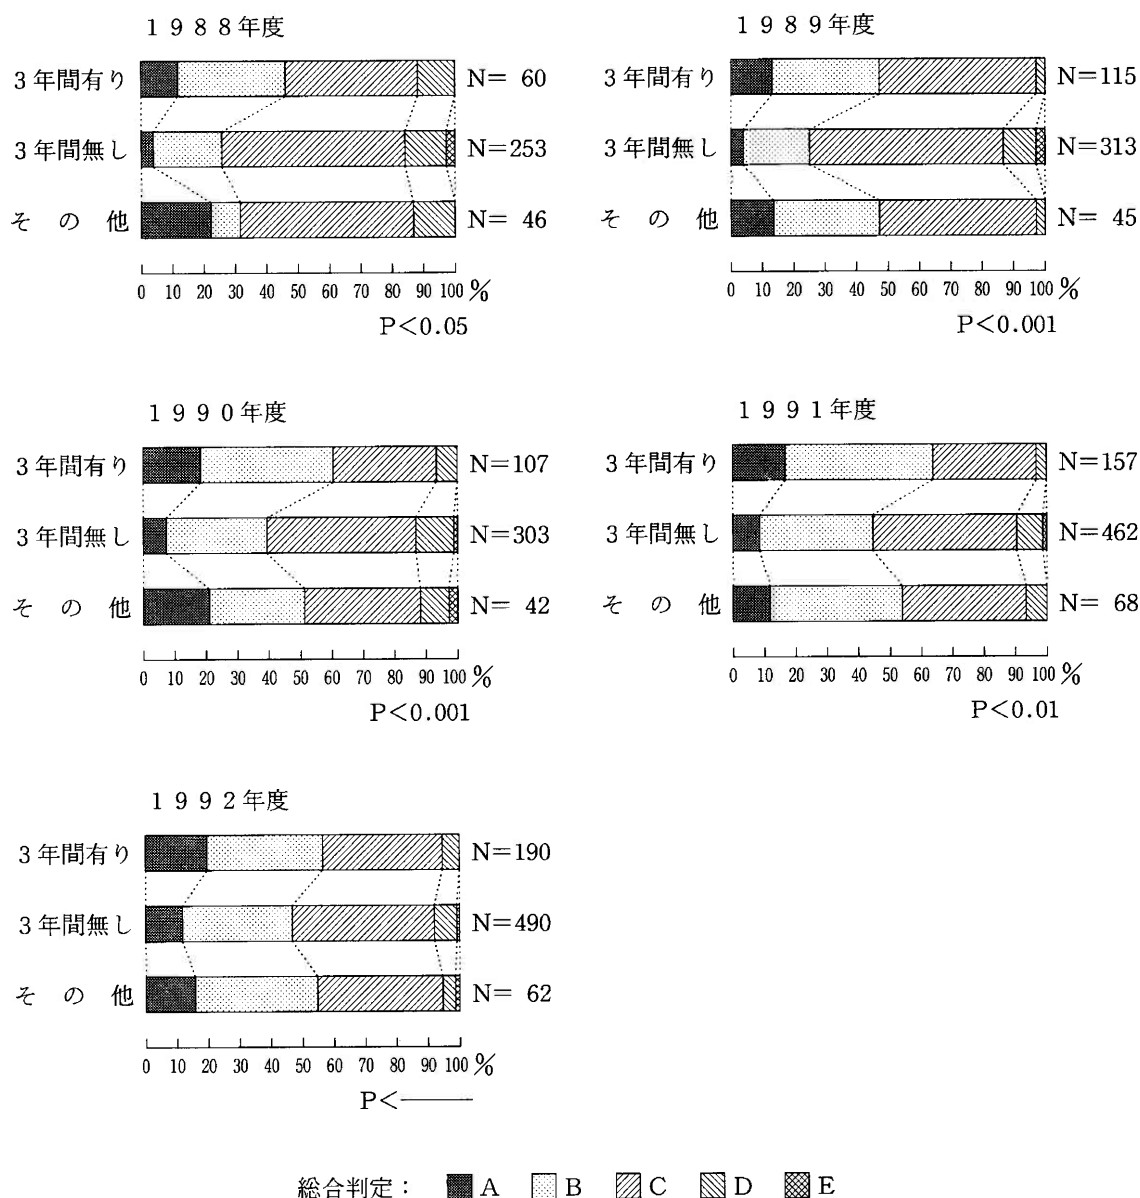 １９８８年度
3年間有り N= 60
3年間無し N=253
その他 N= 46
0 10 20 30 40 50 60 70 80 90 100 %
P<0.05
１９８９年度
3年間有り N=115
3年間無し N=313
その他 N= 45
0 10 20 30 40 50 60 70 80 90 100 %
P<0.001
１９９０年度
3年間有り N=107
3年間無し N=303
その他 N= 42
0 10 20 30 40 50 60 70 80 90 100 %
P<0.001
１９９１年度
3年間有り N=157
3年間無し N=462
その他 N= 68
0 10 20 30 40 50 60 70 80 90 100 %
P<0.01
１９９２年度
3年間有り N=190
3年間無し N=490
その他 N= 62
0 10 20 30 40 50 60 70 80 90 100 %
P<———
総合判定： A B C D E